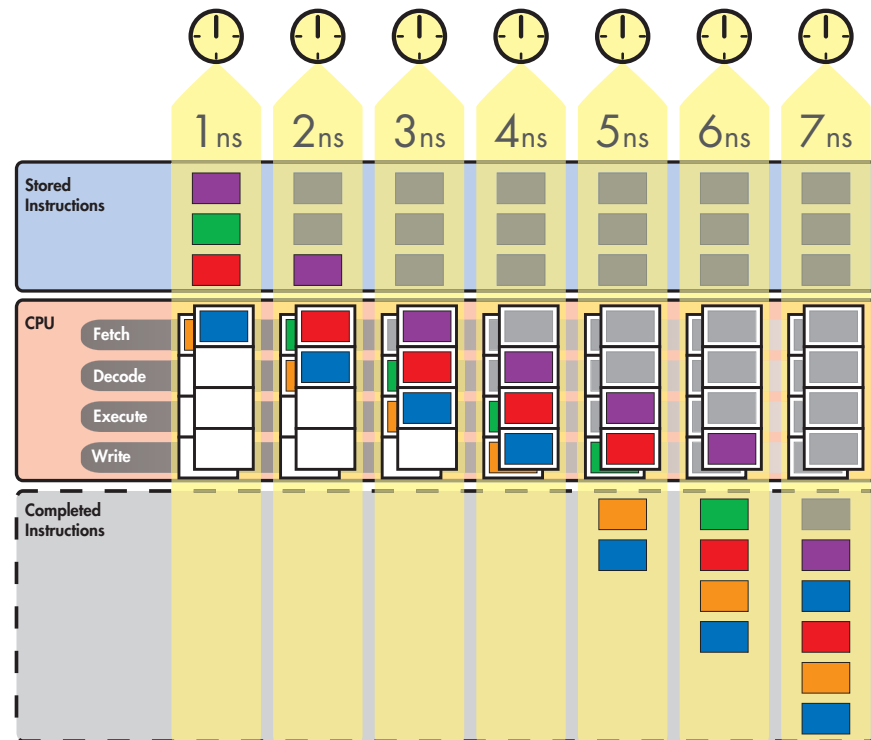 1ns 2ns 3ns 4ns 5ns 6ns 7ns
Stored
Instructions
CPU
Fetch
Decode
Execute
Write
Completed
Instructions